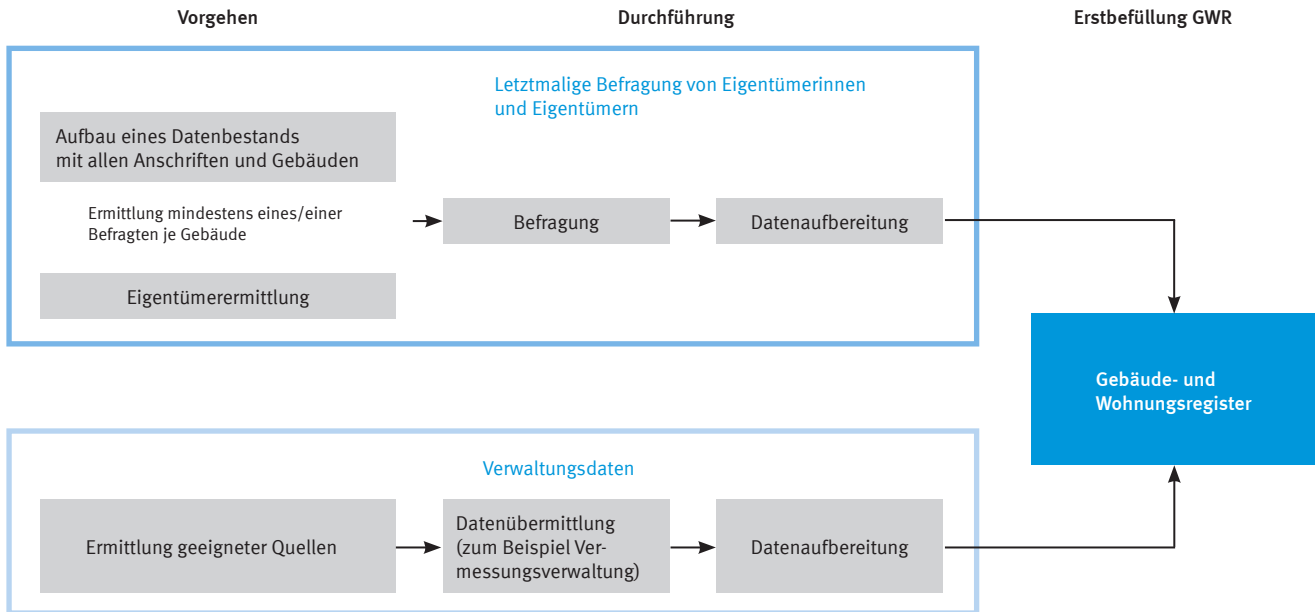 Vorgehen
Durchführung
Erstbefüllung GWR
Letztmalige Befragung von Eigentümerinnen
und Eigentümern
Aufbau eines Datenbestands
mit allen Anschriften und Gebäuden
Ermittlung mindestens eines/einer
Befragten je Gebäude
Befragung
Datenaufbereitung
Eigentümerermittlung
Gebäude- und
Wohnungsregister
Verwaltungsdaten
Ermittlung geeigneter Quellen
Datenübermittlung
(zum Beispiel Ver-
messungsverwaltung)
Datenaufbereitung